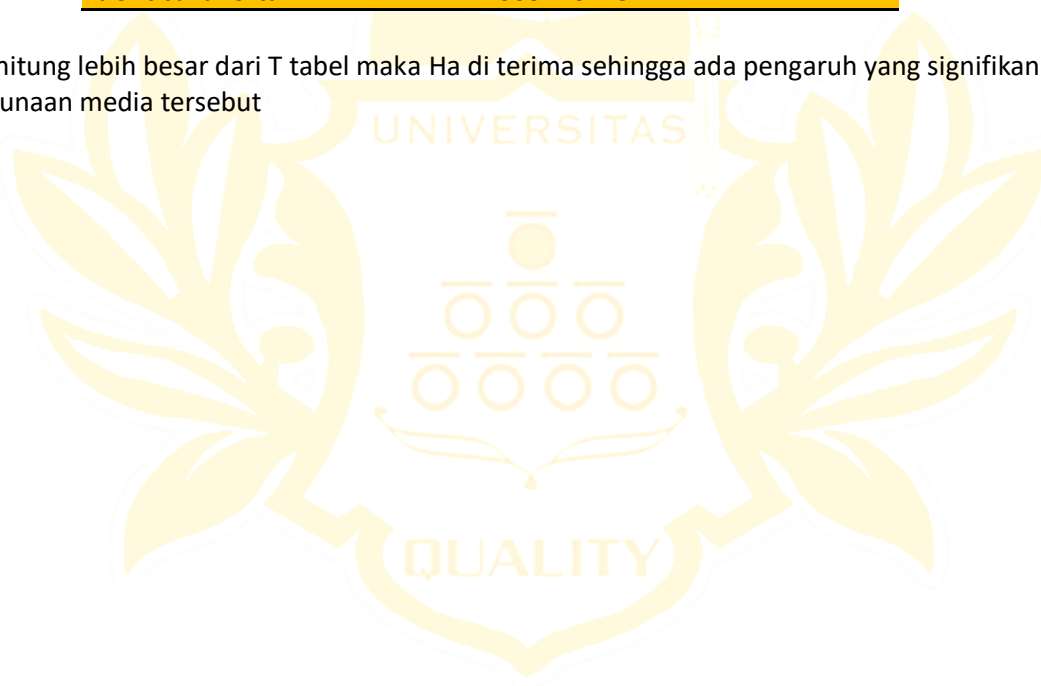 hitung lebih besar dari T tabel maka Ha di terima sehingga ada pengaruh yang signifikan
unaan media tersebut
UNIVERSITAS
QUALITY